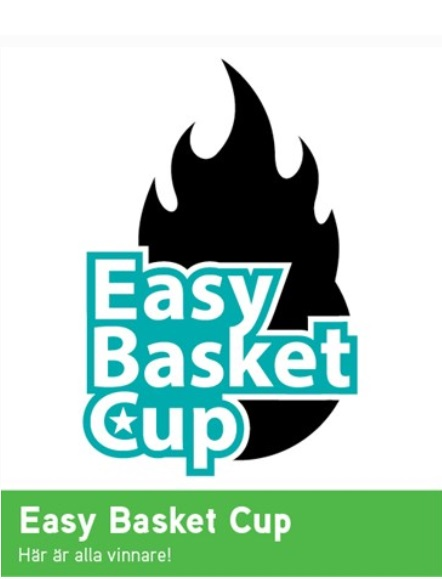 Easy
Basket
Cup
Easy Basket Cup
Här är alla vinnare!